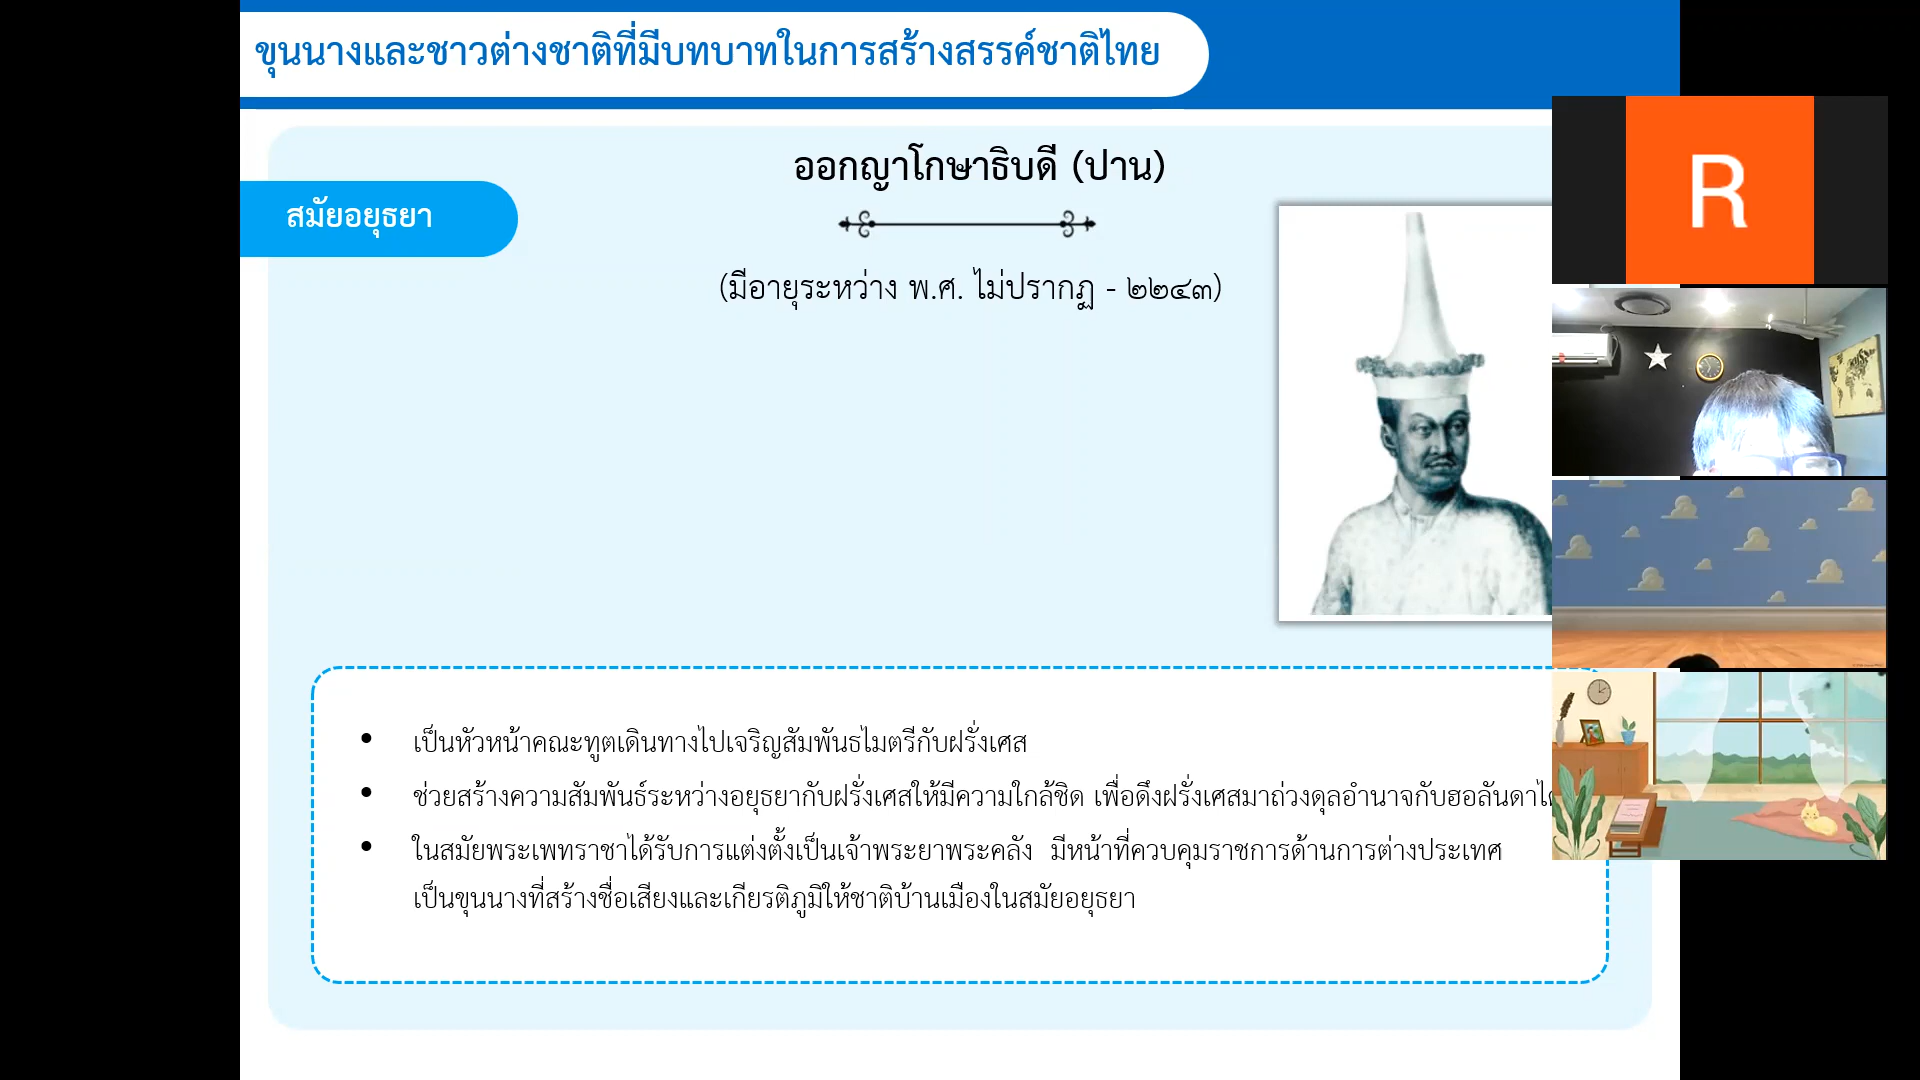 ขุนนางและชาวต่างชาติที่มีบทบาทในการสร้างสรรค์ชาติไทย
ออกญาโกษาธิบดี (ปาน)
สมัยอยุธยา
(มีอายุระหว่าง พ.ศ. ไม่ปรากฏ - ๒๒๔๓)
R
• เป็นหัวหน้าคณะทูตเดินทางไปเจริญสัมพันธไมตรีกับฝรั่งเศส
• ช่วยสร้างความสัมพันธ์ระหว่างอยุธยากับฝรั่งเศสให้มีความใกล้ชิด เพื่อดึงฝรั่งเศสมาถ่วงดุลอำนาจกับฮอลันดา
• ในสมัยพระเพทราชาได้รับการแต่งตั้งเป็นเจ้าพระยาพระคลัง มีหน้าที่ควบคุมราชการด้านการต่างประเทศ
เป็นขุนนางที่สร้างชื่อเสียงและเกียรติภูมิให้ชาติบ้านเมืองในสมัยอยุธยา